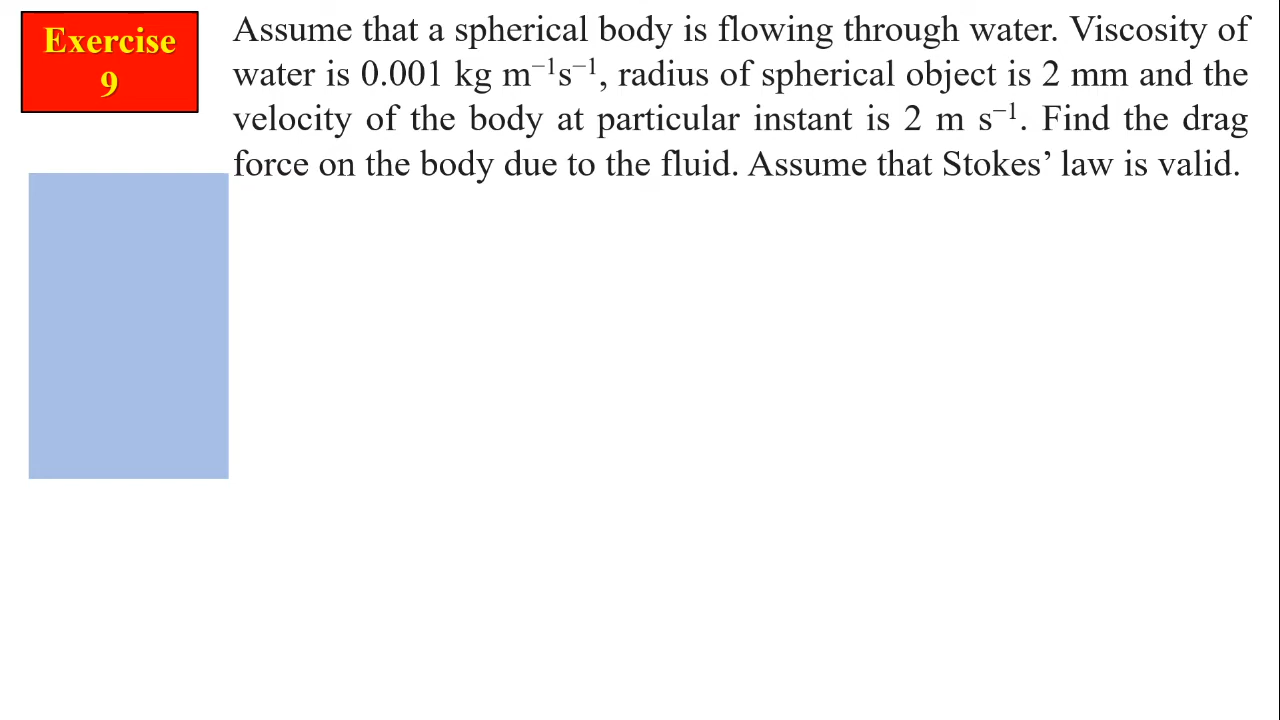 Exercise
9
Assume that a spherical body is flowing through water. Viscosity of
water is 0.001 kg m⁻¹s⁻¹, radius of spherical object is 2 mm and the
velocity of the body at particular instant is 2 m s⁻¹. Find the drag
force on the body due to the fluid. Assume that Stokes’ law is valid.